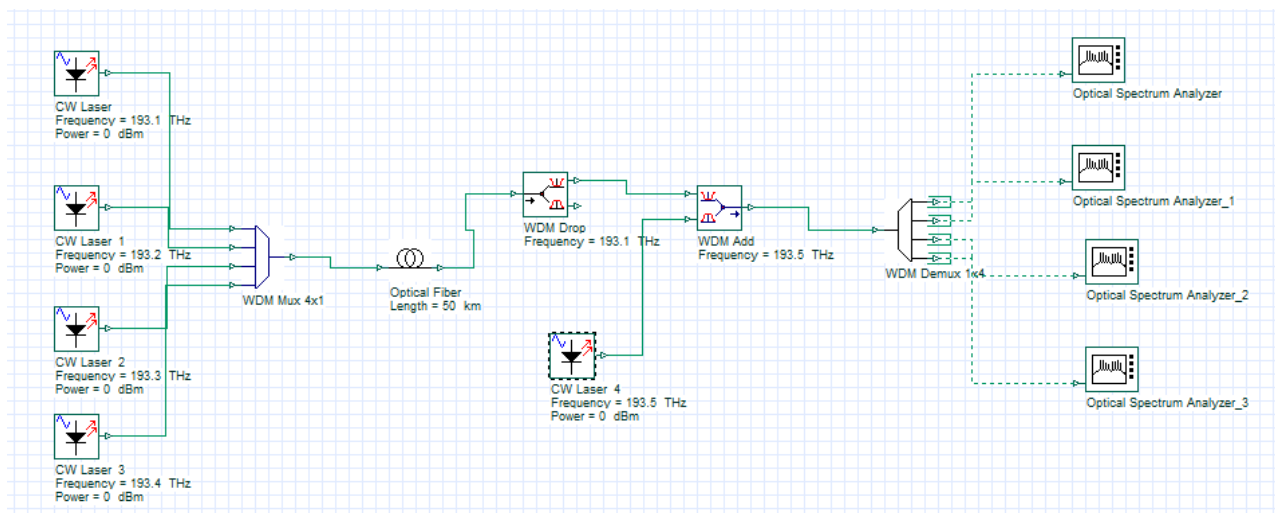 CW Laser
Frequency = 193.1 THz
Power = 0 dBm
CW Laser 1
Frequency = 193.2 THz
Power = 0 dBm
CW Laser 2
Frequency = 193.3 THz
Power = 0 dBm
CW Laser 3
Frequency = 193.4 THz
Power = 0 dBm
WDM Mux 4x1
Optical Fiber
Length = 50 km
WDM Drop
Frequency = 193.1 THz
CW Laser 4
Frequency = 193.5 THz
Power = 0 dBm
WDM Add
Frequency = 193.5 THz
WDM Demux 1x4
Optical Spectrum Analyzer
Optical Spectrum Analyzer_1
Optical Spectrum Analyzer_2
Optical Spectrum Analyzer_3